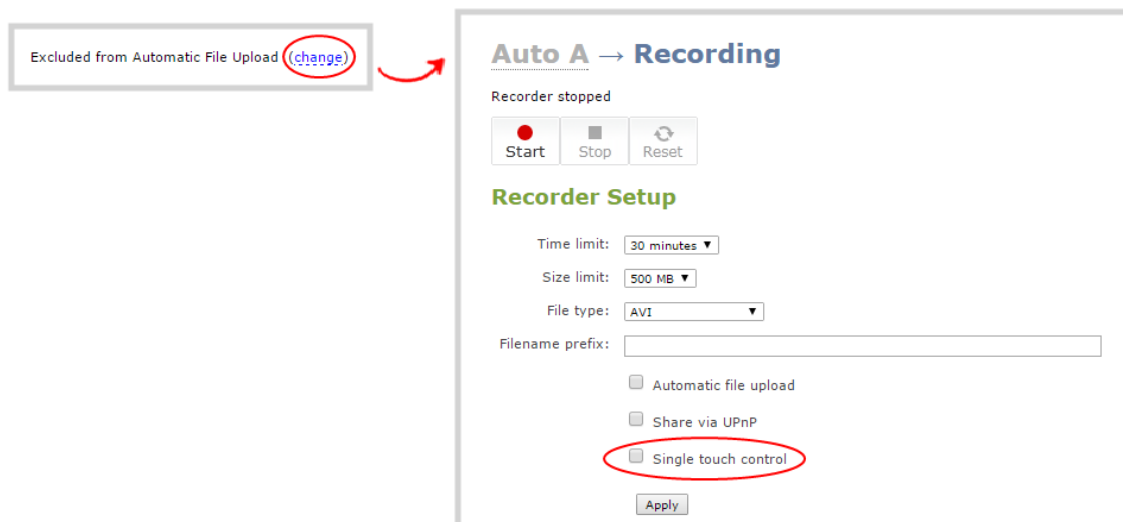 Excluded from Automatic File Upload (change)
Auto A → Recording
Recorder stopped
Start Stop Reset
Recorder Setup
Time limit: 30 minutes ▼
Size limit: 500 MB ▼
File type: AVI ▼
Filename prefix:
Automatic file upload
Share via UPnP
Single touch control
Apply